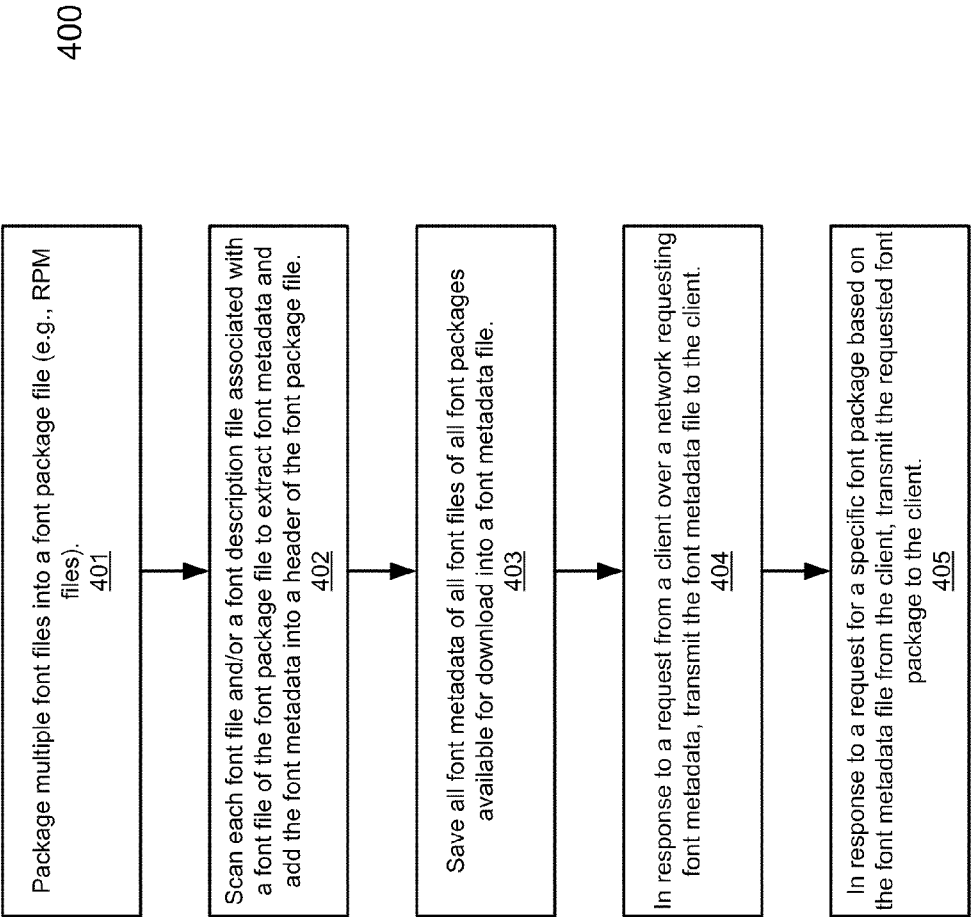 400
Package multiple font files into a font package file (e.g., RPM
files).
401
Scan each font file and/or a font description file associated with
a font file of the font package file to extract font metadata and
add the font metadata into a header of the font package file.
402
Save all font metadata of all font files of all font packages
available for download into a font metadata file.
403
In response to a request from a client over a network requesting
font metadata, transmit the font metadata file to the client.
404
In response to a request for a specific font package based on
the font metadata file from the client, transmit the requested font
package to the client.
405